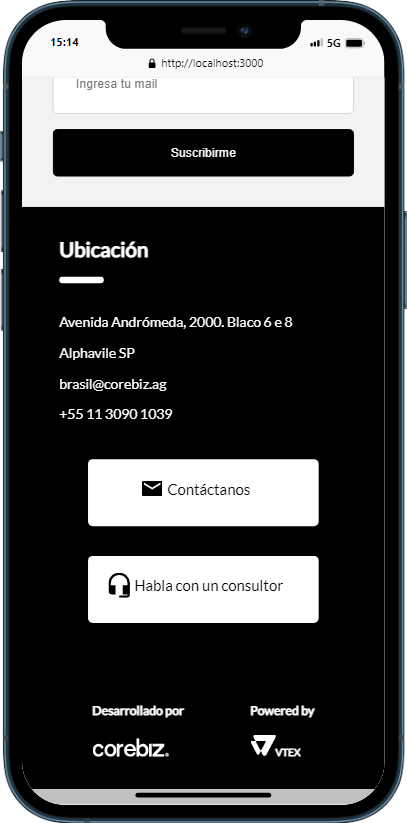 15:14
5G
http://localhost:3000
Ingresa tu mail
Suscribirme
Ubicación
Avenida Andrómeda, 2000. Blaco 6 e 8
Alphavile SP
brasil@corebiz.ag
+55 11 3090 1039
Contáctanos
Habla con un consultor
Desarrollado por
Powered by
corebiz.
VTEX